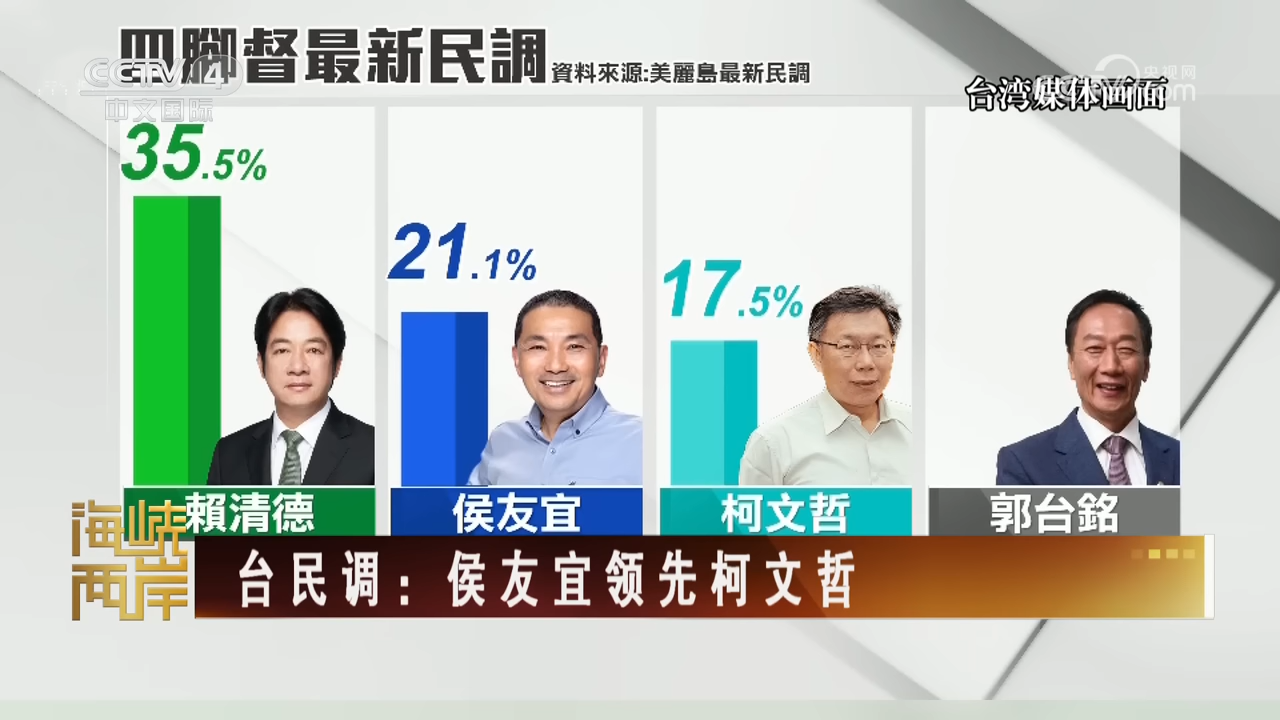 四腳督最新民調
資料來源:美麗島最新民調
CCTV 4
中文国际
央视网
台湾媒体画面
35.5%
21.1%
17.5%
賴清德
侯友宜
柯文哲
郭台銘
海峡两岸
台民调：侯友宜领先柯文哲